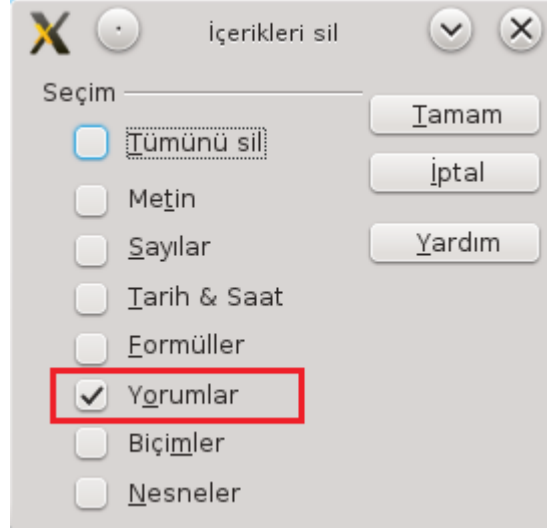 İçerikleri sil
Seçim
Tümünü sil
Metin
Sayılar
Tarih & Saat
Formüller
Yorumlar
Biçimler
Nesneler
Tamam
İptal
Yardım